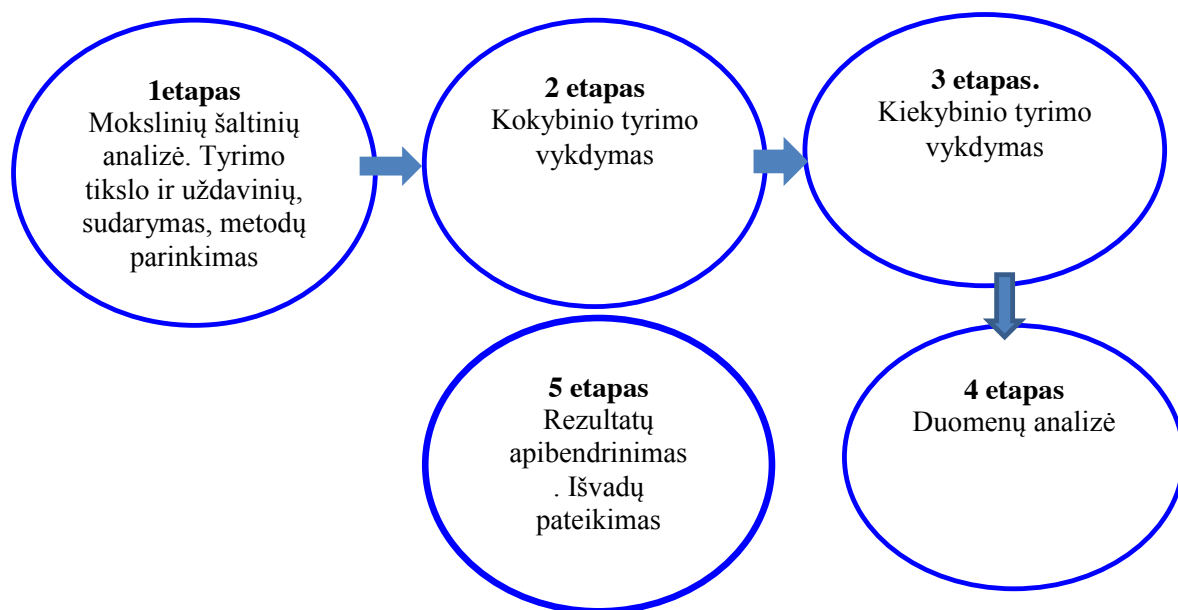 1etapas
Mokslinių šaltinių
analizė. Tyrimo
tikslo ir uždavinių,
sudarymas, metodų
parinkimas
2 etapas
Kokybinio tyrimo
vykdymas
3 etapas.
Kiekybinio tyrimo
vykdymas
4 etapas
Duomenų analizė
5 etapas
Rezultatų
apibendrinimas
. Išvadų
pateikimas